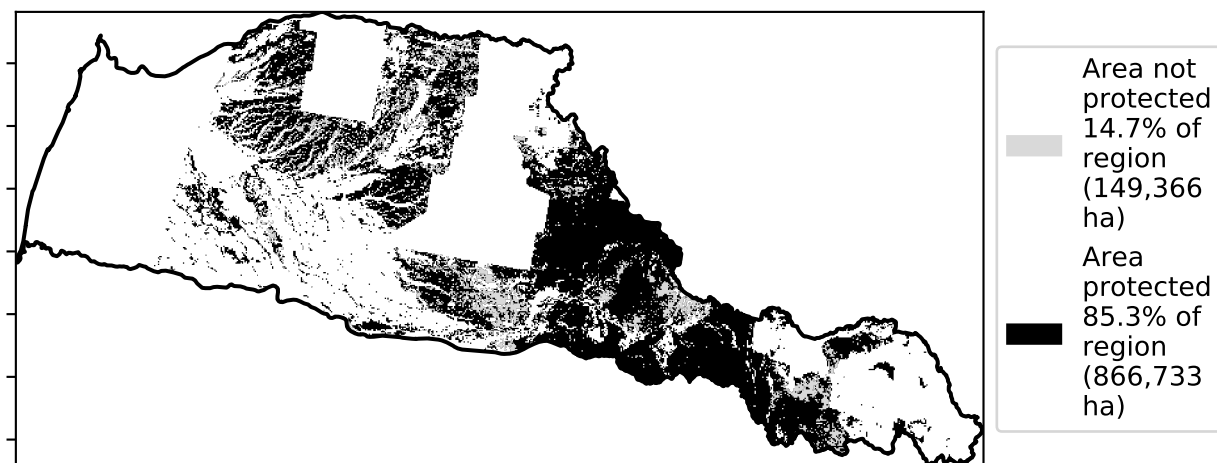 Area not
protected
14.7% of
region
(149,366
ha)
Area
protected
85.3% of
region
(866,733
ha)